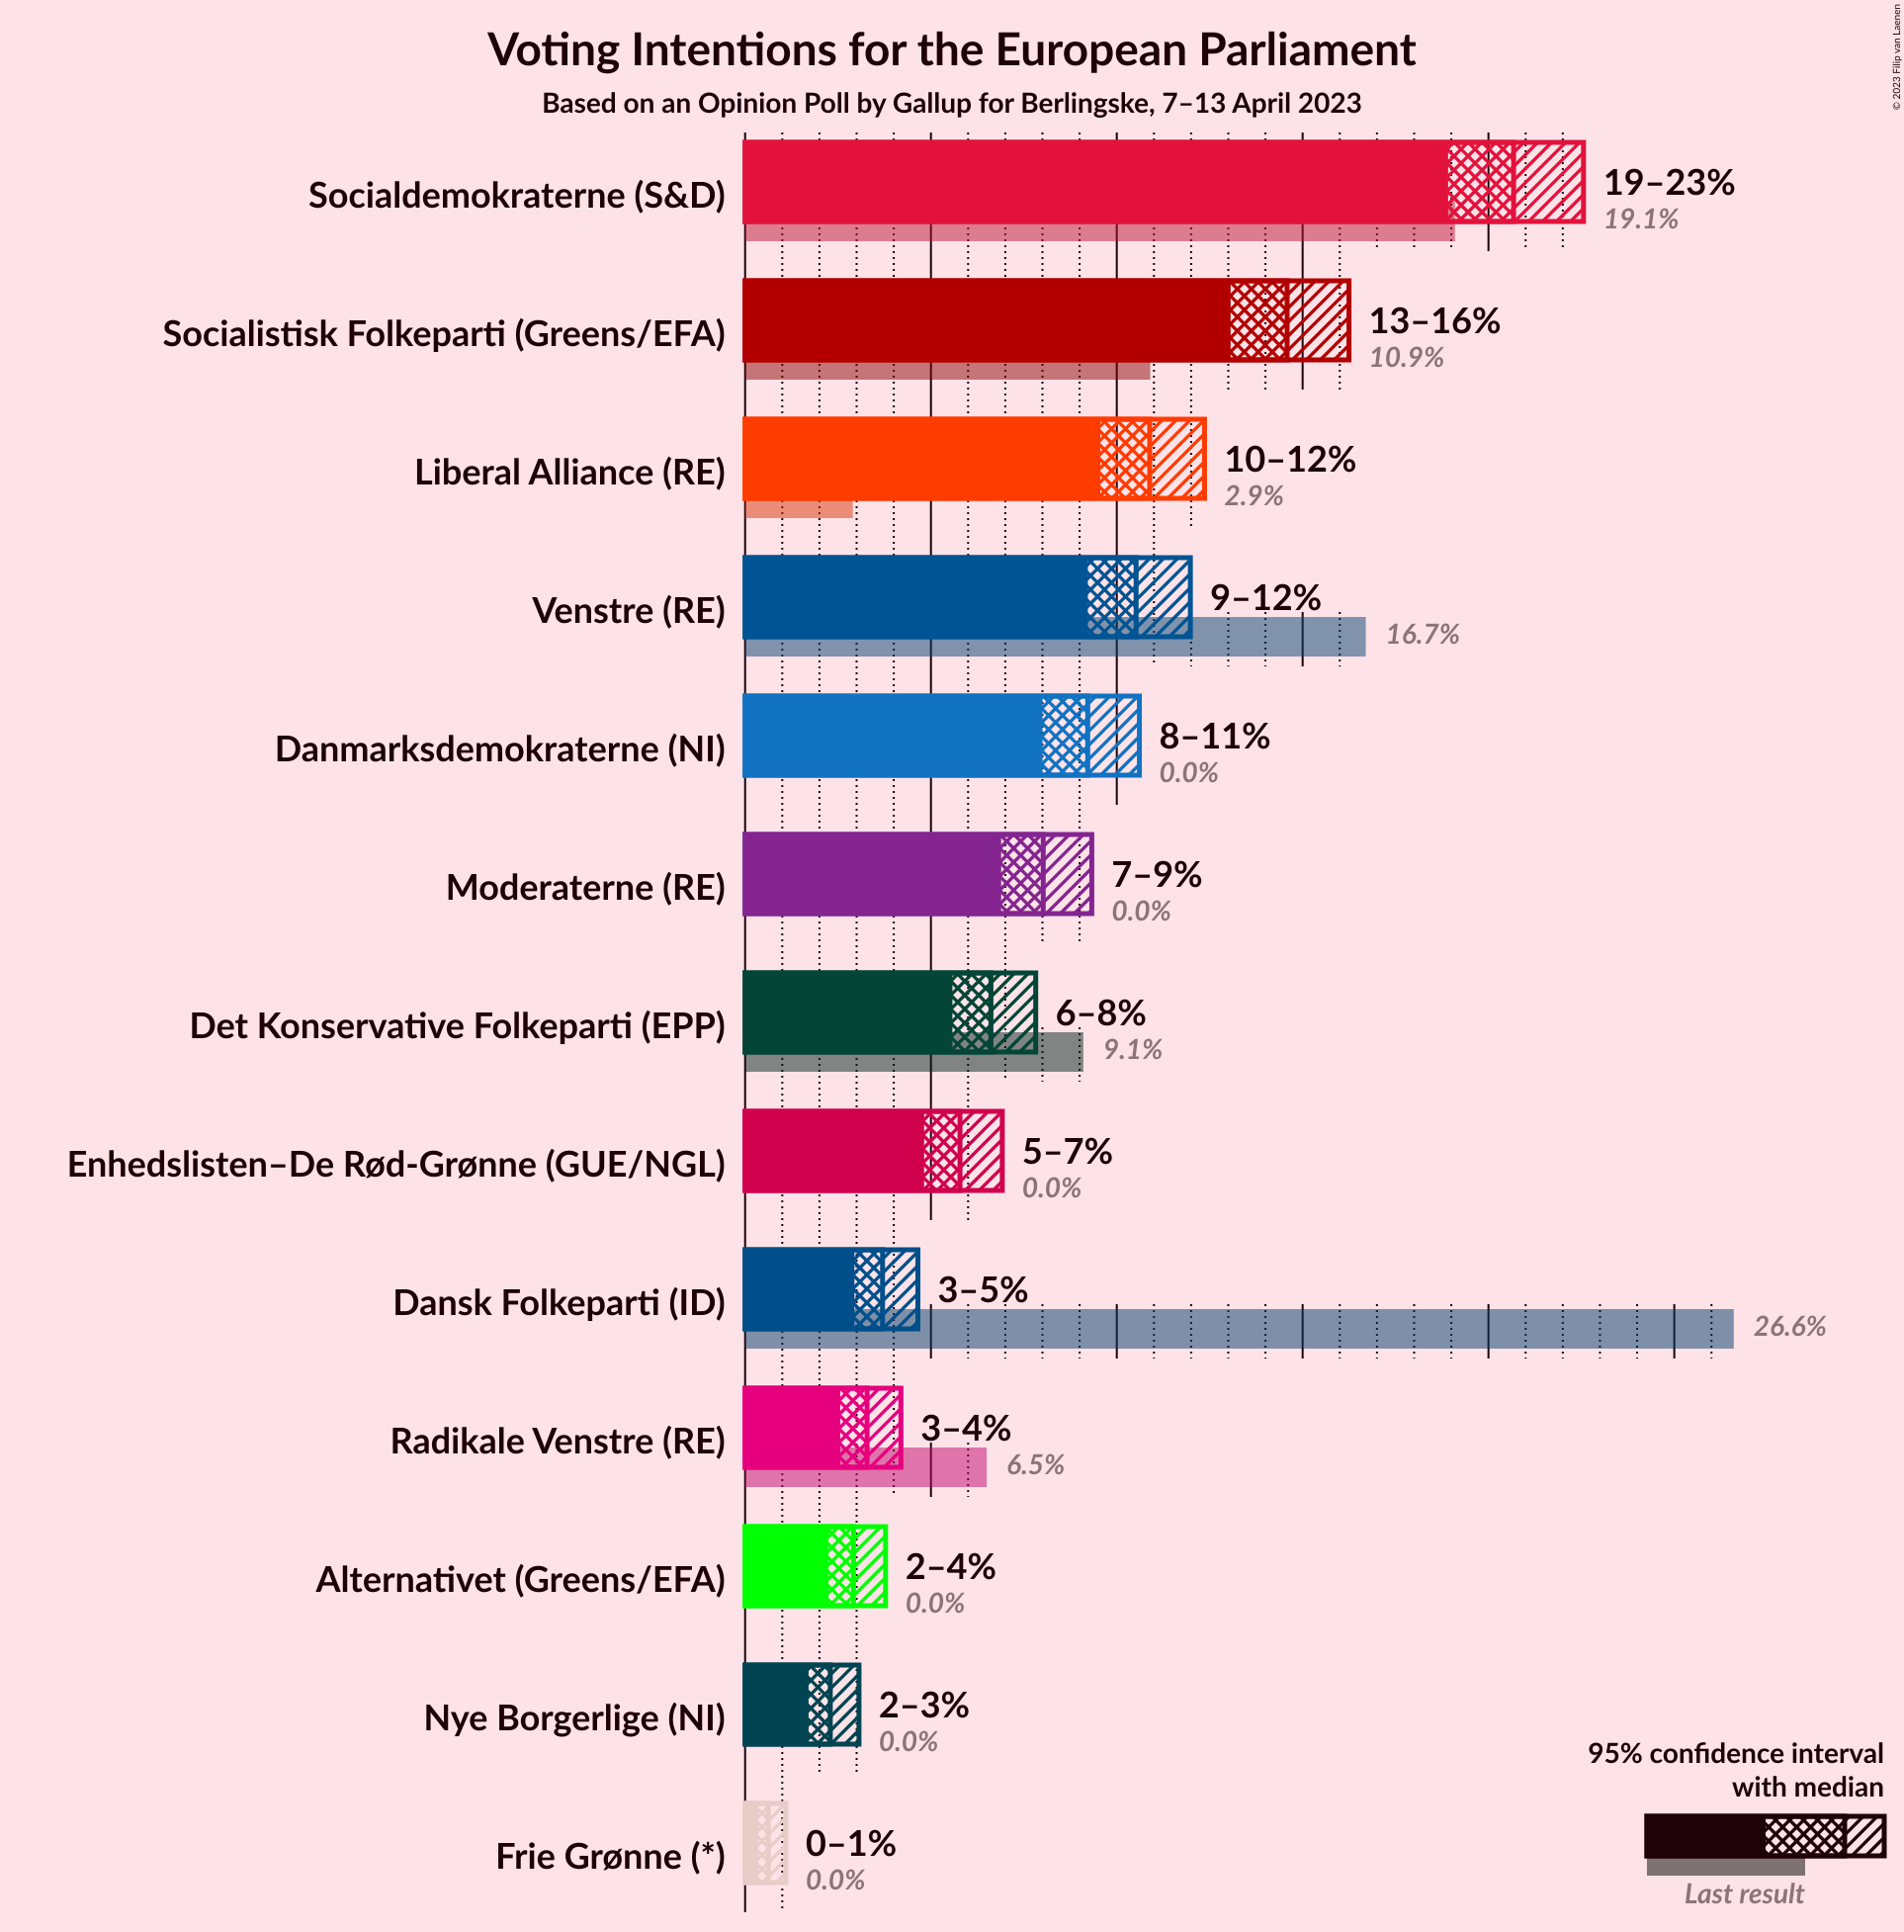 Voting Intentions for the European Parliament
Based on an Opinion Poll by Gallup for Berlingske, 7–13 April 2023
© 2023 Filip van Laenen
Socialdemokraterne (S&D)
19–23%
19.1%
Socialistisk Folkeparti (Greens/EFA)
13–16%
10.9%
Liberal Alliance (RE)
10–12%
2.9%
Venstre (RE)
9–12%
16.7%
Danmarksdemokraterne (NI)
8–11%
0.0%
Moderaterne (RE)
7–9%
0.0%
Det Konservative Folkeparti (EPP)
6–8%
9.1%
Enhedslisten–De Rød-Grønne (GUE/NGL)
5–7%
0.0%
Dansk Folkeparti (ID)
3–5%
26.6%
Radikale Venstre (RE)
3–4%
6.5%
Alternativet (Greens/EFA)
2–4%
0.0%
Nye Borgerlige (NI)
2–3%
0.0%
Frie Grønne (*)
0–1%
0.0%
95% confidence interval
with median
Last result